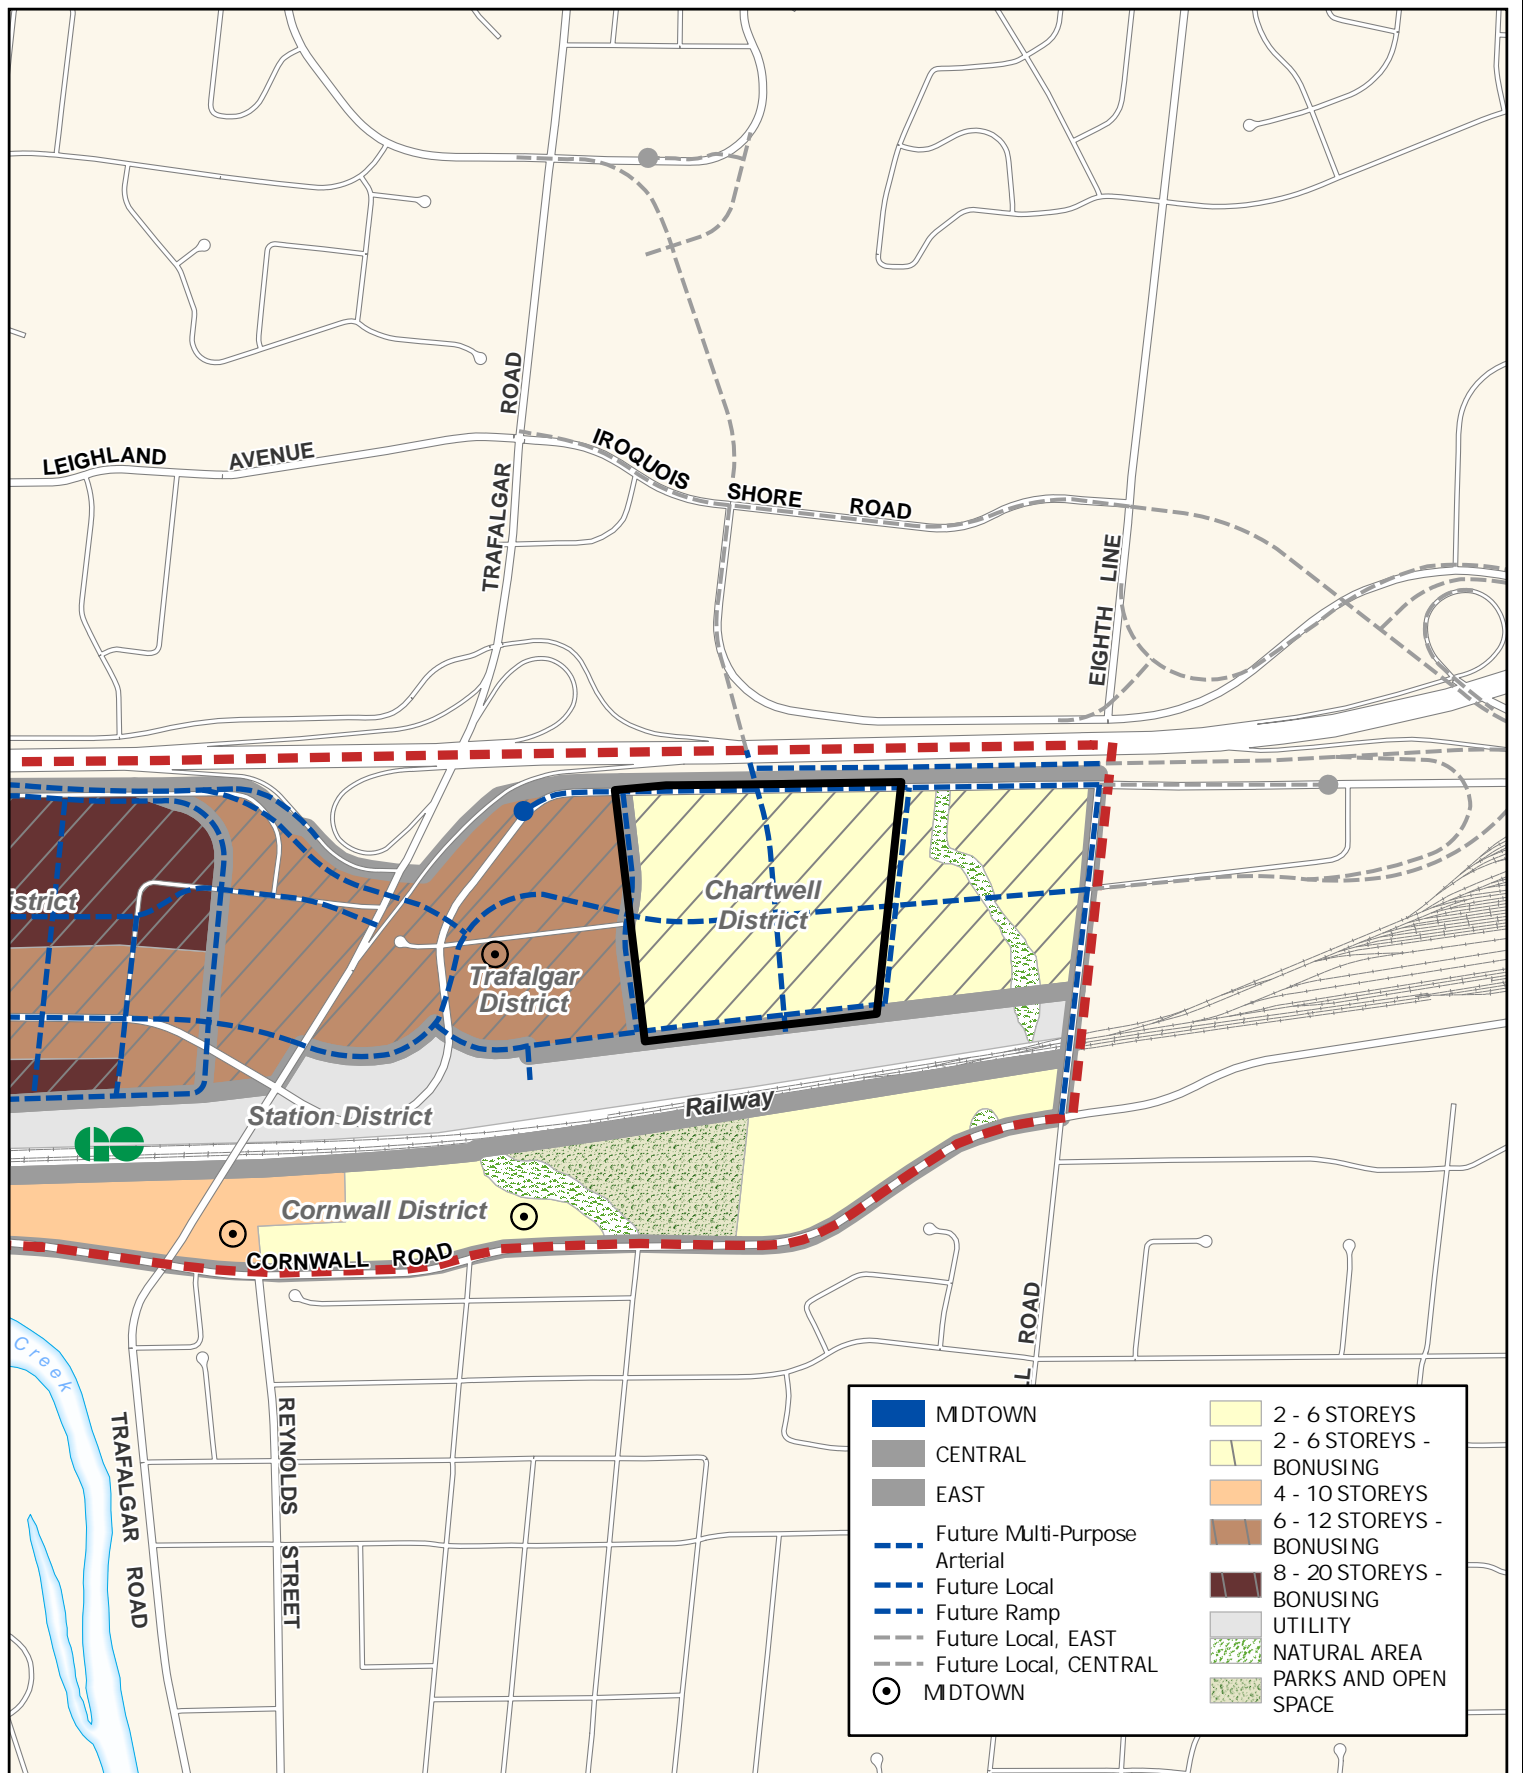 ROAD
TRAFALGAR
LEIGHLAND AVENUE
IROQUOIS SHORE ROAD
EIGHTH LINE
istrict
Chartwell
District
Trafalgar
District
Station District
Railway
GO
Cornwall District
CORNWALL ROAD
Creek
TRAFALGAR ROAD
REYNOLDS STREET
ROAD
LL
MIDTOWN
CENTRAL
EAST
Future Multi-Purpose
Arterial
Future Local
Future Ramp
Future Local, EAST
Future Local, CENTRAL
MIDTOWN
2 - 6 STOREYS
2 - 6 STOREYS -
BONUSING
4 - 10 STOREYS
6 - 12 STOREYS -
BONUSING
8 - 20 STOREYS -
BONUSING
UTILITY
NATURAL AREA
PARKS AND OPEN
SPACE